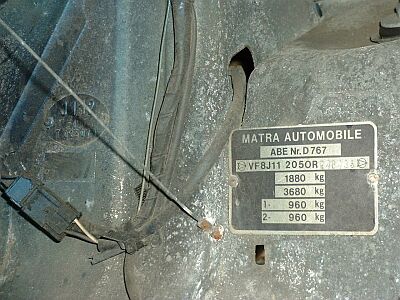 MATRA AUTOMOBILE
ABE Nr. D767
VF8J11 2050R
1880 kg
3680 kg
1- 960 kg
2- 960 kg